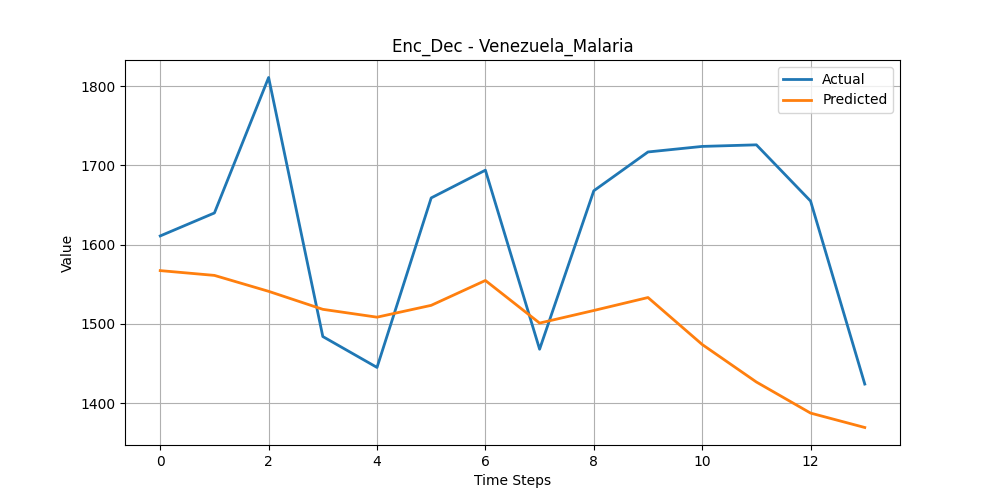 Enc_Dec - Venezuela_Malaria
Actual
Predicted
Value
1800
1700
1600
1500
1400
0 2 4 6 8 10 12
Time Steps